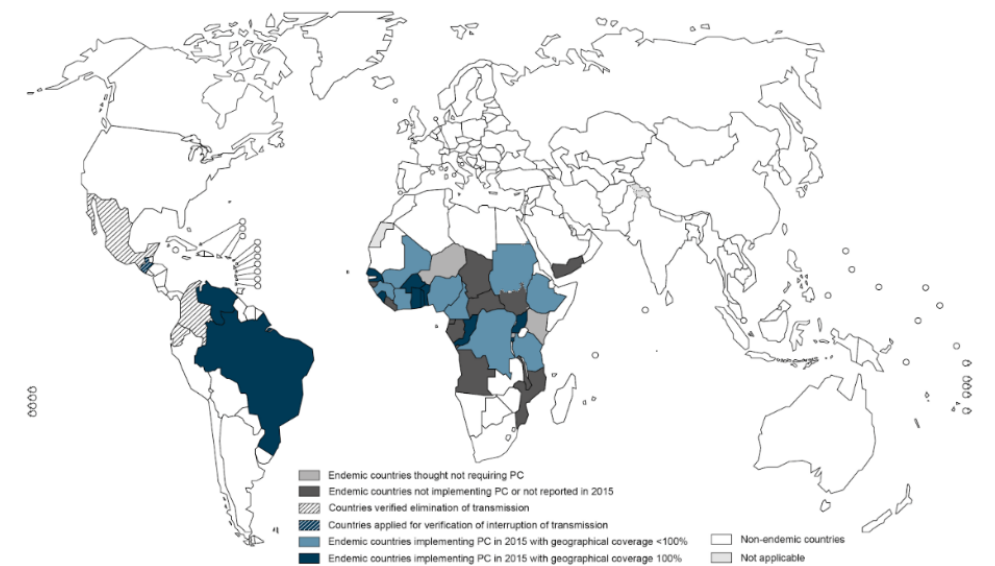 Endemic countries thought not requiring PC
Endemic countries not implementing PC or not reported in 2015
Countries verified elimination of transmission
Countries applied for verification of interruption of transmission
Endemic countries implementing PC in 2015 with geographical coverage <100%
Endemic countries implementing PC in 2015 with geographical coverage 100%
Non-endemic countries
Not applicable